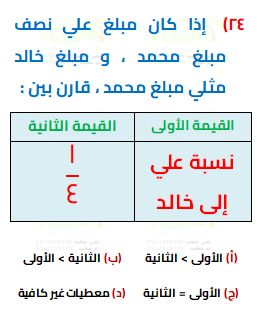 ٢٤) إذا كان مبلغ علي نصف
مبلغ محمد ، و مبلغ خالد
مثلي مبلغ محمد ، قارن بين :
القيمة الأولى القيمة الثانية
نسبة علي
إلى خالد
١
٤
(أ) الأولى > الثانية (ب) الثانية > الأولى
(ج) الأولى = الثانية (د) معطيات غير كافية